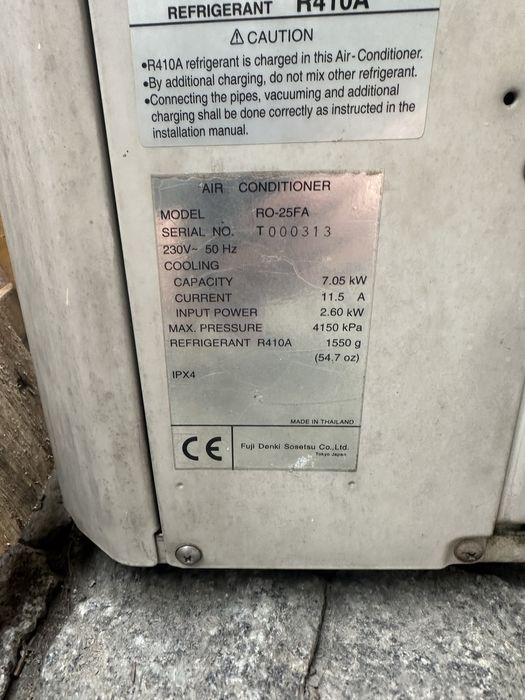 REFRIGERANT R410A
⚠ CAUTION
•R410A refrigerant is charged in this Air-Conditioner.
•By additional charging, do not mix other refrigerant.
•Connecting the pipes, vacuuming and additional
charging shall be done correctly as instructed in the
installation manual.
AIR CONDITIONER
MODEL RO-25FA
SERIAL NO. T000313
230V~ 50 Hz
COOLING
CAPACITY 7.05 kW
CURRENT 11.5 A
INPUT POWER 2.60 kW
MAX. PRESSURE 4150 kPa
REFRIGERANT R410A 1550 g
(54.7 oz)
IPX4
MADE IN THAILAND
CE Fuji Denki Sosetsu Co.,Ltd.
Tokyo Japan